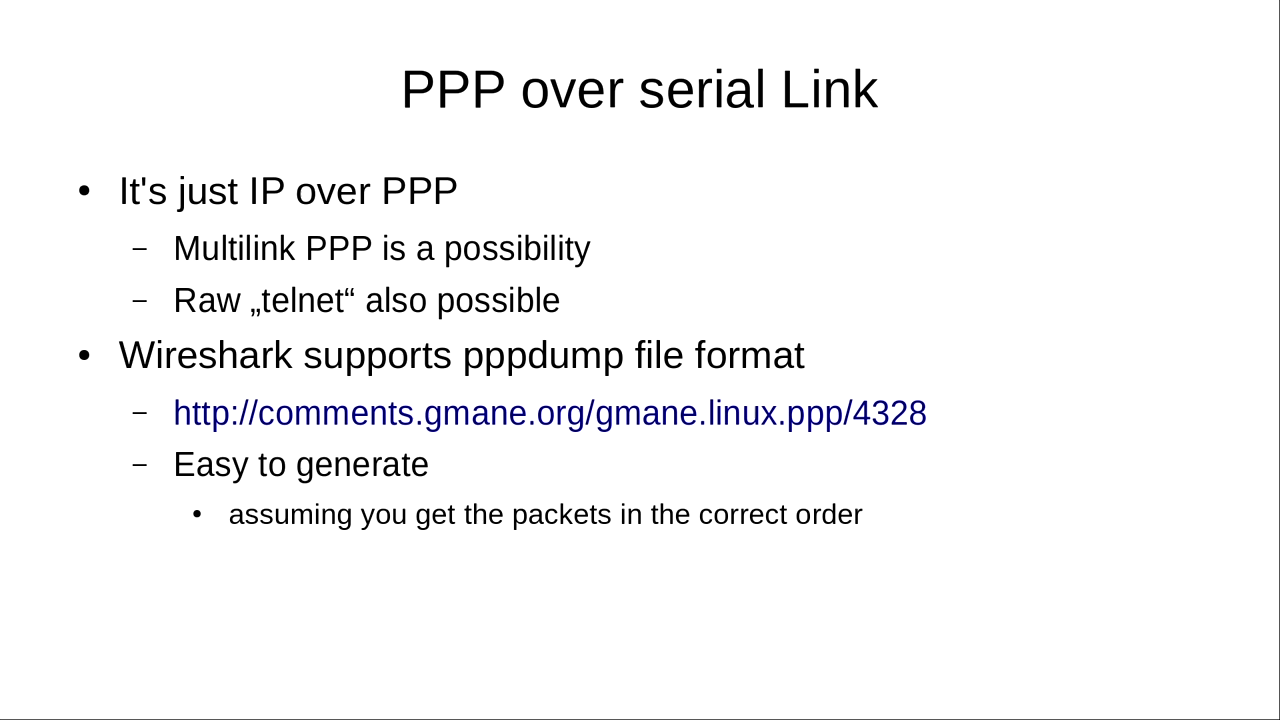 PPP over serial Link
• It's just IP over PPP
– Multilink PPP is a possibility
– Raw „telnet“ also possible
• Wireshark supports pppdump file format
– http://comments.gmane.org/gmane.linux.ppp/4328
– Easy to generate
• assuming you get the packets in the correct order